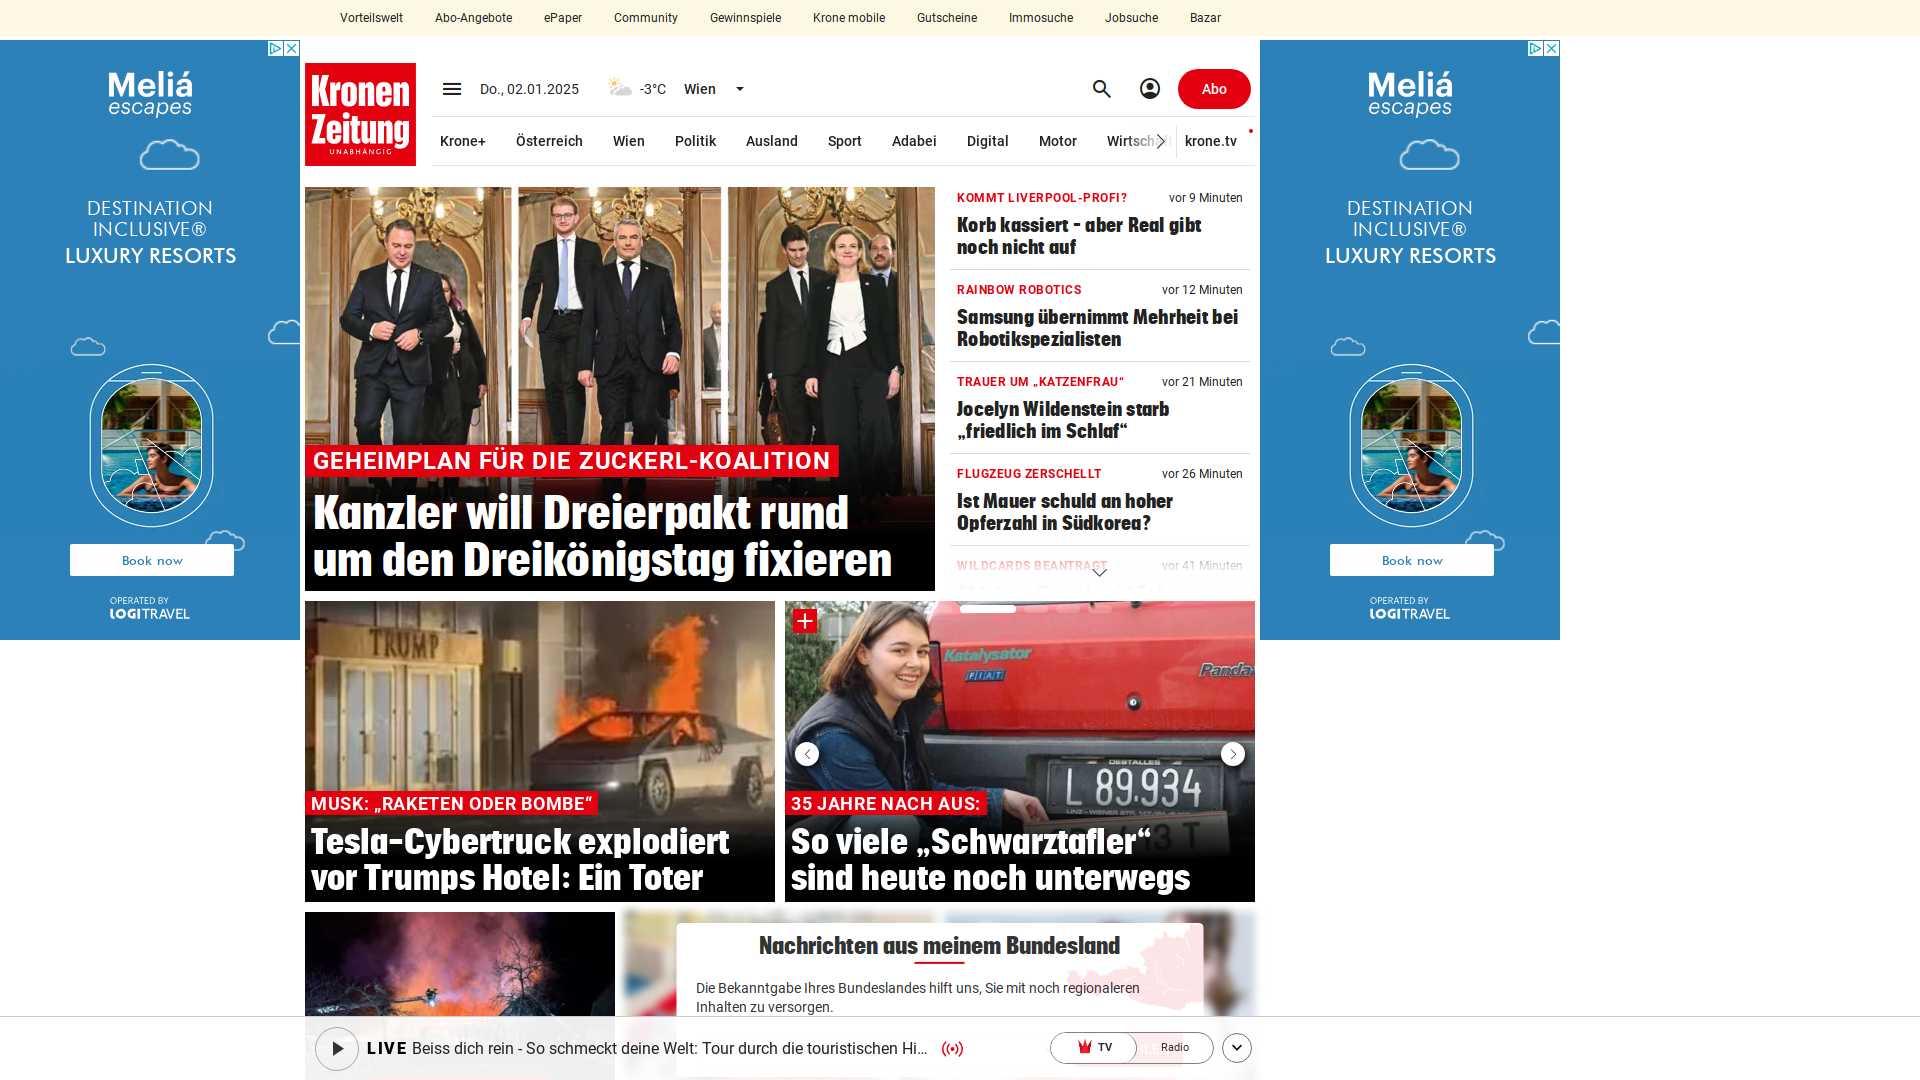 Vorteilswelt
Abo-Angebote
ePaper
Community
Gewinnspiele
Krone mobile
Gutscheine
Immosuche
Jobsuche
Bazar
Meliá
escapes
DESTINATION
INCLUSIVE®
LUXURY RESORTS
Book now
OPERATED BY
LOGITRAVEL
Kronen
Zeitung
UNABHÄNGIG
Do., 02.01.2025
-3°C
Wien
Abo
Krone+
Österreich
Wien
Politik
Ausland
Sport
Adabei
Digital
Motor
krone.tv
GEHEIMPLAN FÜR DIE ZUCKERL-KOALITION
Kanzler will Dreierpakt rund
um den Dreikönigstag fixieren
KOMMT LIVERPOOL-PROFI?
vor 9 Minuten
Korb kassiert – aber Real gibt
noch nicht auf
RAINBOW ROBOTICS
vor 12 Minuten
Samsung übernimmt Mehrheit bei
Robotikspezialisten
TRAUER UM „KATZENFRAU“
vor 21 Minuten
Jocelyn Wildenstein starb
„friedlich im Schlaf“
FLUGZEUG ZERSCHELLT
vor 26 Minuten
Ist Mauer schuld an hoher
Opferzahl in Südkorea?
WILDCARDS BEANTRAGT
vor 41 Minuten
TRUMP
MUSK: „RAKETEN ODER BOMBE“
Tesla-Cybertruck explodiert
vor Trumps Hotel: Ein Toter
Katalysator
FIAT
Panda
DESTALLES
L 89.934
35 JAHRE NACH AUS:
So viele „Schwarztafler“
sind heute noch unterwegs
Nachrichten aus meinem Bundesland
Die Bekanntgabe Ihres Bundeslandes hilft uns, Sie mit noch regionaleren
Inhalten zu versorgen.
LIVE Beiss dich rein - So schmeckt deine Welt: Tour durch die touristischen Hi...
TV
Radio
Meliá
escapes
DESTINATION
INCLUSIVE®
LUXURY RESORTS
Book now
OPERATED BY
LOGITRAVEL